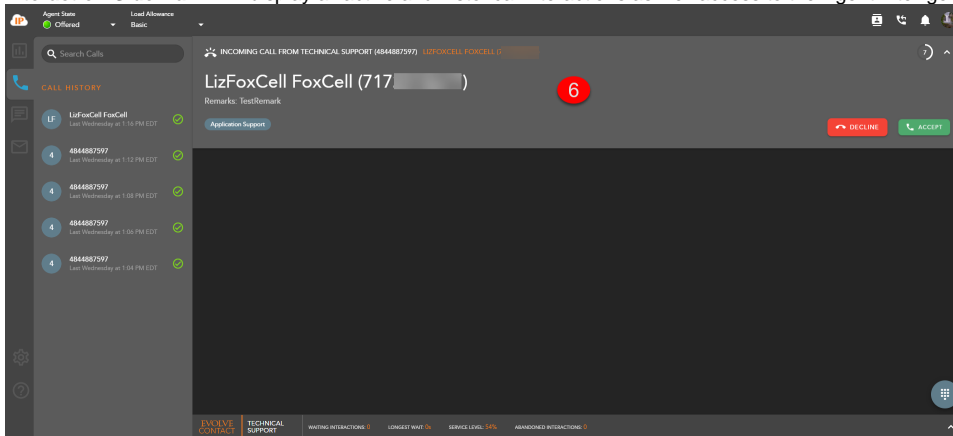 Agent State
Offered
Load Allowance
Basic
Search Calls
CALL HISTORY
LF
LizFoxCell FoxCell
Last Wednesday at 1:16 PM EDT
4
4844887597
Last Wednesday at 1:12 PM EDT
4
4844887597
Last Wednesday at 1:08 PM EDT
4
4844887597
Last Wednesday at 1:06 PM EDT
4
4844887597
Last Wednesday at 1:04 PM EDT
INCOMING CALL FROM TECHNICAL SUPPORT (4844887597) LIZFOXCELL FOXCELL (
7
LizFoxCell FoxCell (717 )
6
Remarks: TestRemark
Application Support
DECLINE
ACCEPT
EVOLVE
CONTACT
TECHNICAL
SUPPORT
WAITING INTERACTIONS: 0 LONGEST WAIT: 0s SERVICE LEVEL: 54% ABANDONED INTERACTIONS: 0